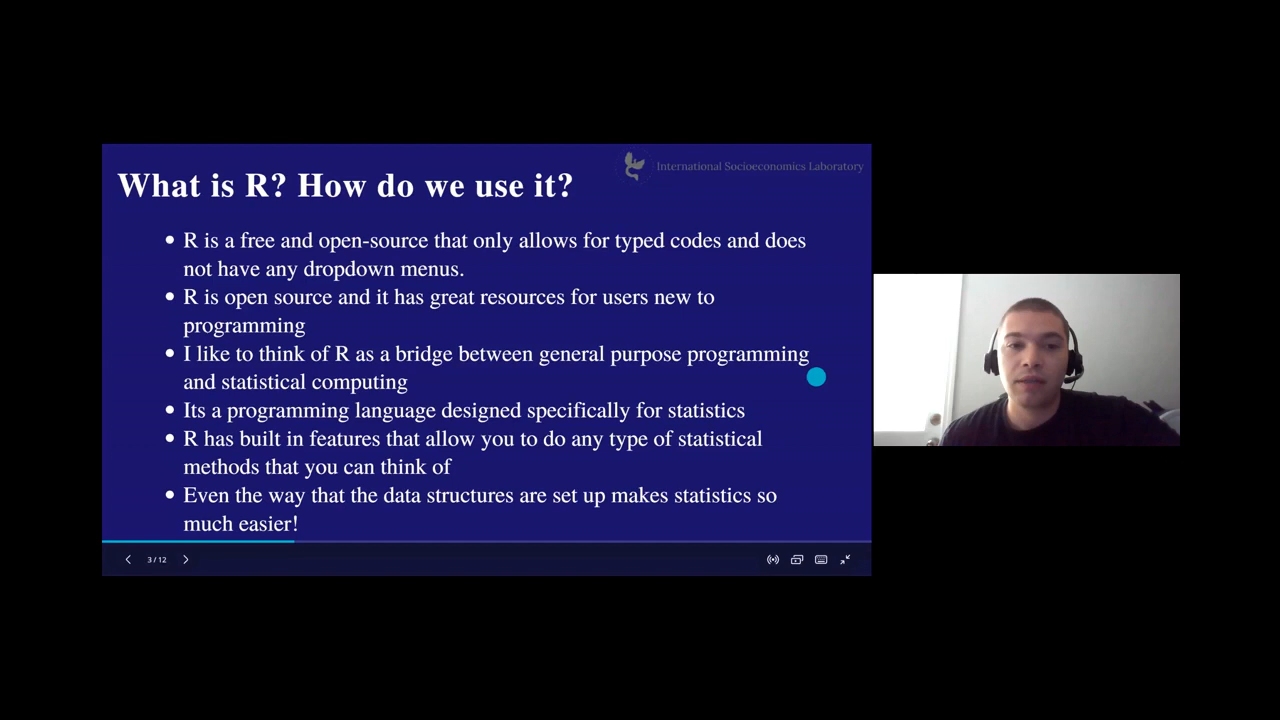 International Socioeconomics Laboratory
What is R? How do we use it?
R is a free and open-source that only allows for typed codes and does
not have any dropdown menus.
R is open source and it has great resources for users new to
programming
I like to think of R as a bridge between general purpose programming
and statistical computing
Its a programming language designed specifically for statistics
R has built in features that allow you to do any type of statistical
methods that you can think of
Even the way that the data structures are set up makes statistics so
much easier!
3 / 12